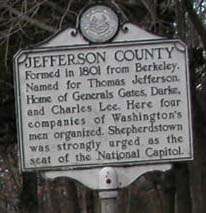 JEFFERSON COUNTY
Formed in 1801 from Berkeley.
Named for Thomas Jefferson.
Home of Generals Gates, Darke,
and Charles Lee. Here four
companies of Washington's
men organized. Shepherdstown
was strongly urged as the
seat of the National Capitol.